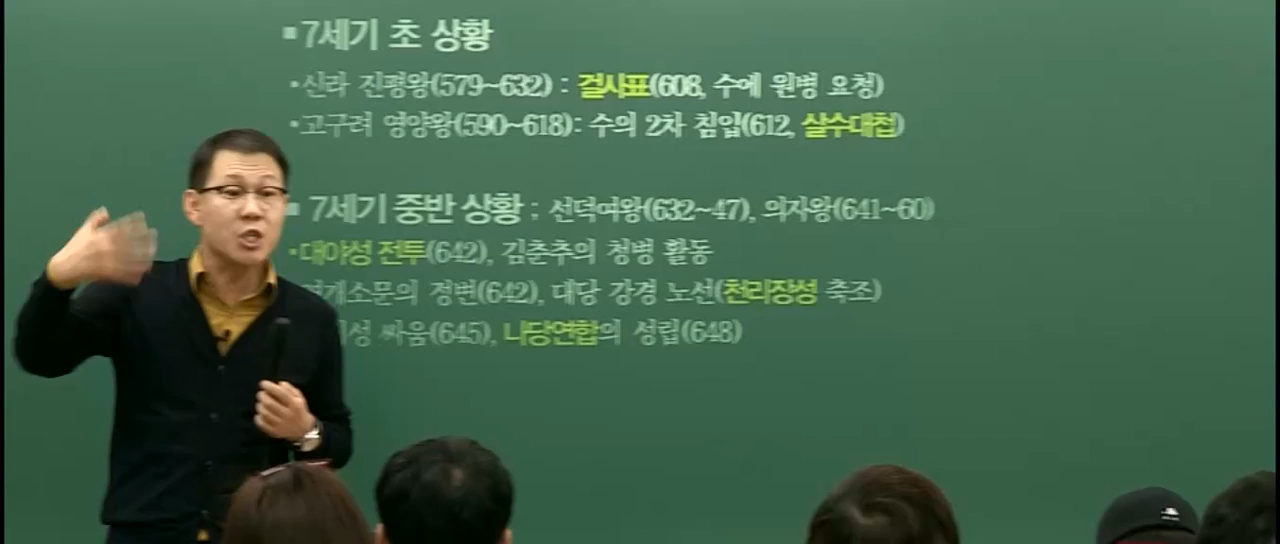 ▪7세기 초 상황
·신라 진평왕(579~632) : 걸사표(608, 수에 원병 요청)
·고구려 영양왕(590~618): 수의 2차 침입(612, 살수대첩)
▪ 7세기 중반 상황 : 선덕여왕(632~47), 의자왕(641~60)
·대야성 전투(642), 김춘추의 청병 활동
개소문의 정변(642), 대당 강경 노선(천리장성 축조)
성 싸움(645), 나당연합의 성립(648)